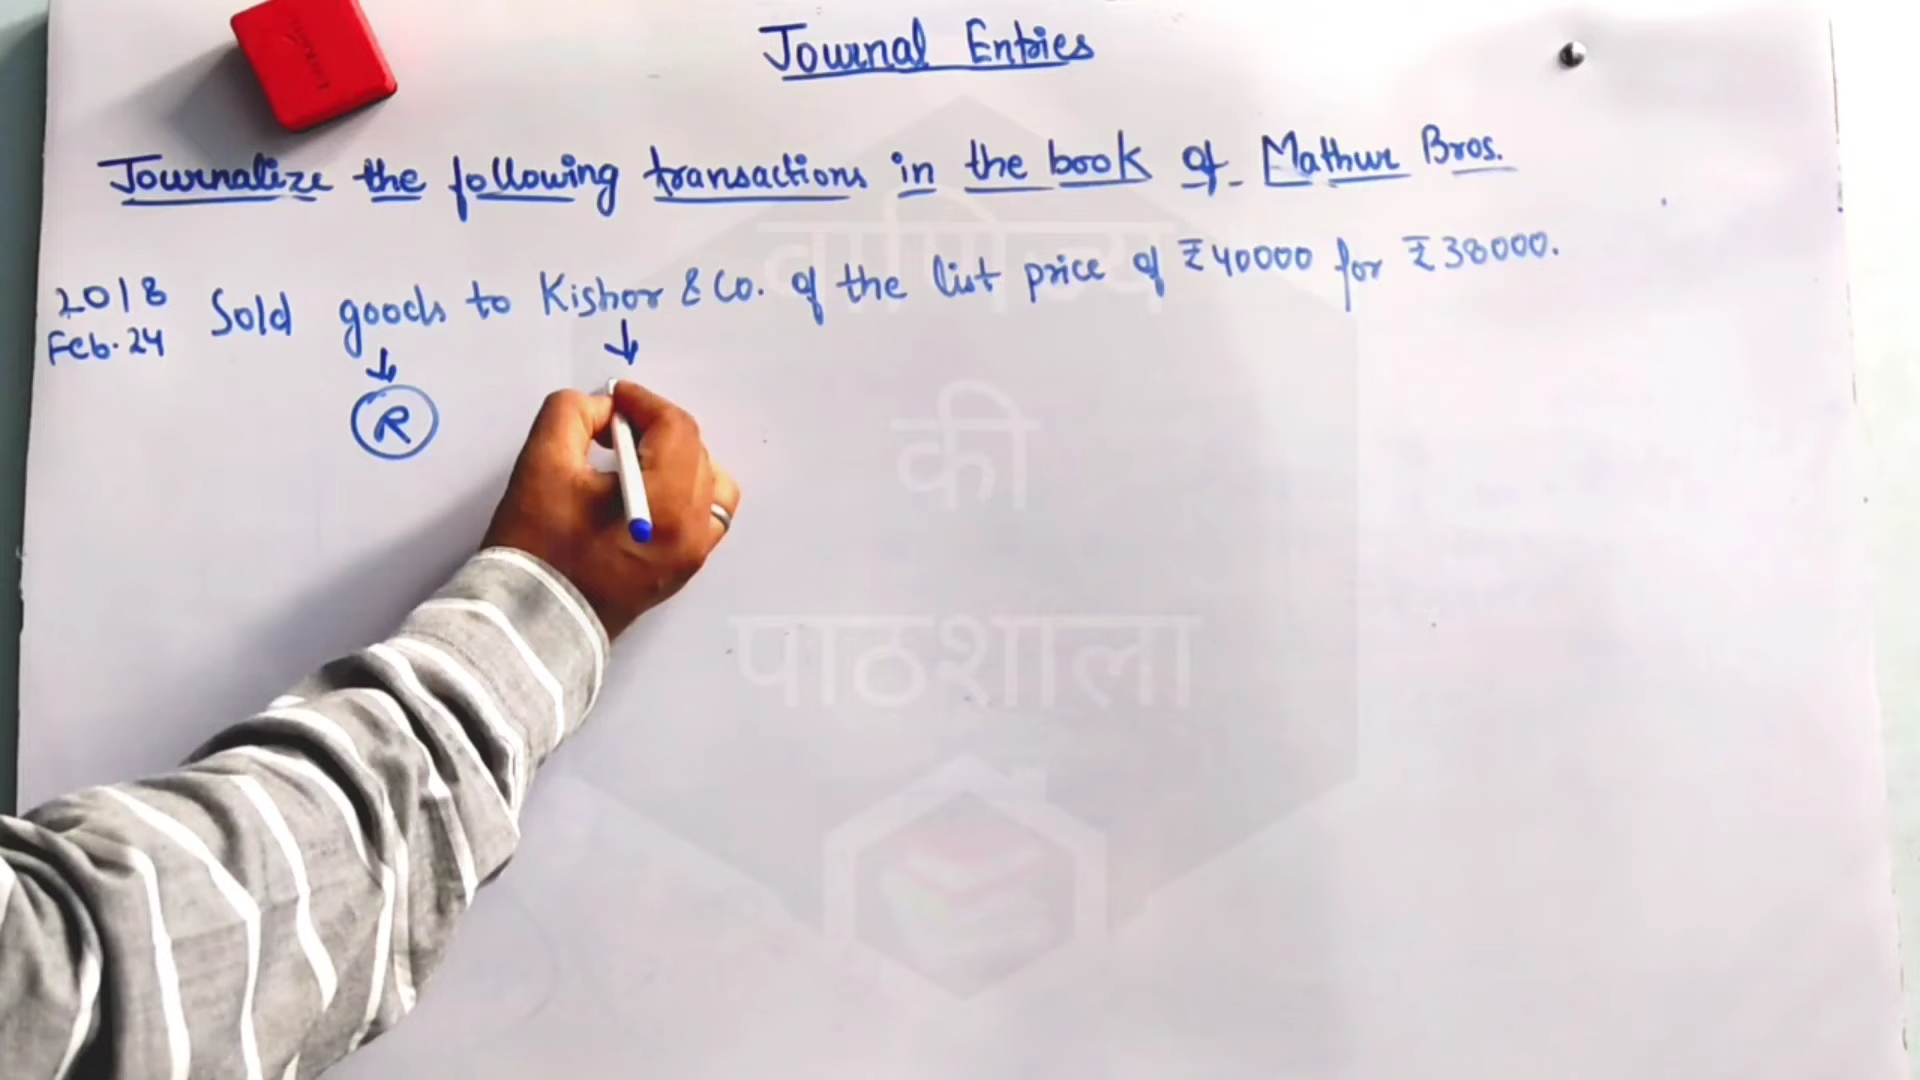 Journal Entries
Journalize the following transactions in the book of Mathur Bros.
2018
Feb. 24 Sold goods to Kishor & Co. of the list price of ₹40000 for ₹38000.
↓ ↓
R
वाणिज्य
की
पाठशाला